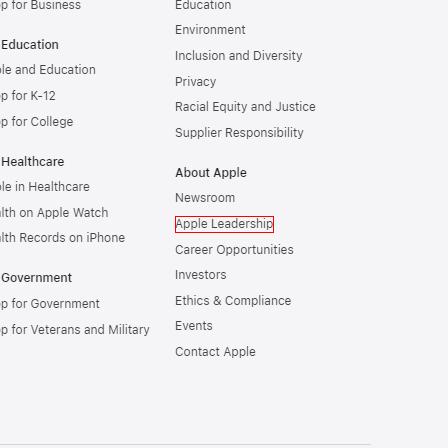 p for Business
Education
Education
le and Education
p for K-12
p for College
Healthcare
le in Healthcare
lth on Apple Watch
lth Records on iPhone
Government
p for Government
p for Veterans and Military
Education
Environment
Inclusion and Diversity
Privacy
Racial Equity and Justice
Supplier Responsibility
About Apple
Newsroom
Apple Leadership
Career Opportunities
Investors
Ethics & Compliance
Events
Contact Apple